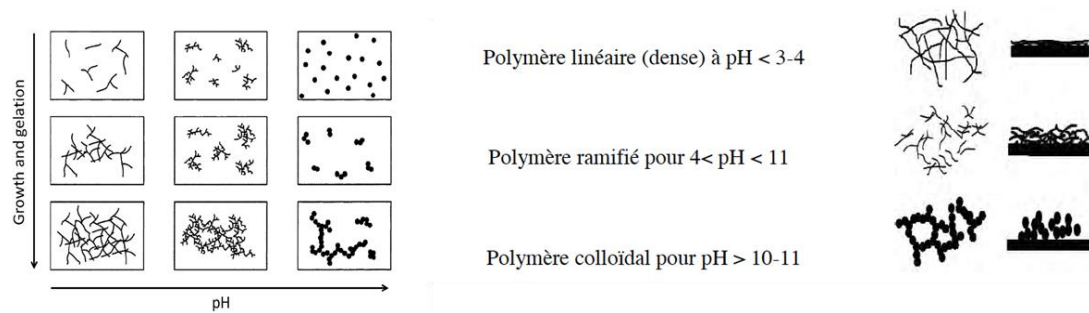 Growth and gelation
pH
Polymère linéaire (dense) à pH < 3-4
Polymère ramifié pour 4< pH < 11
Polymère colloïdal pour pH > 10-11